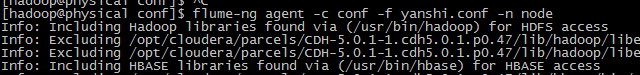 [hadoop@physical conf]$ ^C
[hadoop@physical conf]$ flume-ng agent -c conf -f yanshi.conf -n node
Info: Including Hadoop libraries found via (/usr/bin/hadoop) for HDFS access
Info: Excluding /opt/cloudera/parcels/CDH-5.0.1-1.cdh5.0.1.p0.47/lib/hadoop/libe
Info: Excluding /opt/cloudera/parcels/CDH-5.0.1-1.cdh5.0.1.p0.47/lib/hadoop/libe
Info: Including HBASE libraries found via (/usr/bin/hbase) for HBASE access